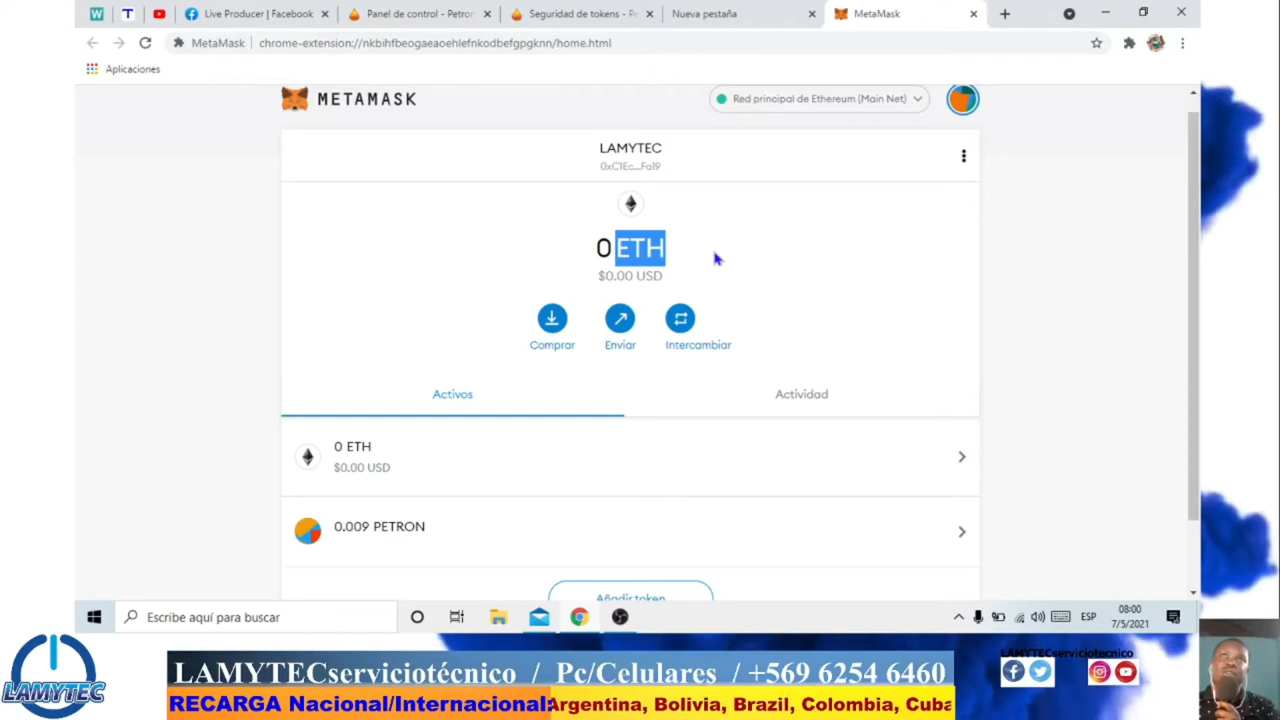 W
T
Live Producer | Facebook
Panel de control - Petron
Seguridad de tokens - Pe
Nueva pestaña
MetaMask
MetaMask
chrome-extension://nkbihfbeogaeaoehlefnkodbefgpgknn/home.html
Aplicaciones
METAMASK
Red principal de Ethereum (Main Net)
LAMYTEC
0xC1Ec...Fa19
0 ETH
$0.00 USD
Comprar
Enviar
Intercambiar
Activos
Actividad
0 ETH
$0.00 USD
0.009 PETRON
Añadir token
Escribe aquí para buscar
ESP
08:00
7/5/2021
LAMYTEC
LAMYTECserviciotécnico / Pc/Celulares / +569 6254 6460
RECARGA Nacional/Internacional: Argentina, Bolivia, Brazil, Colombia, Cuba
LAMYTECserviciotecnico